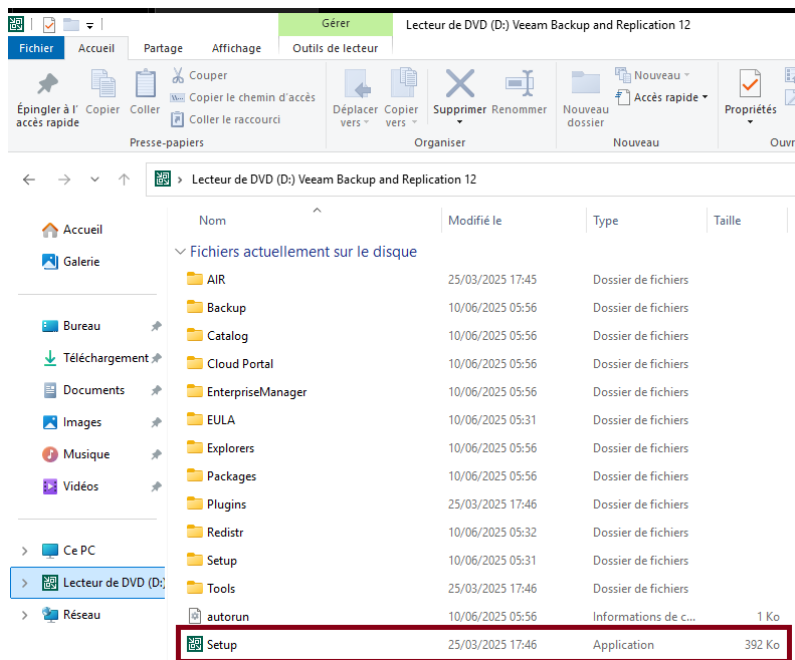 Gérer
Lecteur de DVD (D:) Veeam Backup and Replication 12
Fichier
Accueil
Partage
Affichage
Outils de lecteur
Épingler à l'
accès rapide
Copier
Coller
Couper
Copier le chemin d'accès
Coller le raccourci
Presse-papiers
Déplacer
vers
Copier
vers
Supprimer
Renommer
Organiser
Nouveau
dossier
Nouveau
Accès rapide
Nouveau
Propriétés
Ouvr
Lecteur de DVD (D:) Veeam Backup and Replication 12
Accueil
Galerie
Bureau
Téléchargement
Documents
Images
Musique
Vidéos
Ce PC
Lecteur de DVD (D:)
Réseau
Nom Modifié le Type Taille
Fichiers actuellement sur le disque
AIR 25/03/2025 17:45 Dossier de fichiers
Backup 10/06/2025 05:56 Dossier de fichiers
Catalog 10/06/2025 05:56 Dossier de fichiers
Cloud Portal 10/06/2025 05:56 Dossier de fichiers
EnterpriseManager 10/06/2025 05:56 Dossier de fichiers
EULA 10/06/2025 05:31 Dossier de fichiers
Explorers 10/06/2025 05:56 Dossier de fichiers
Packages 10/06/2025 05:56 Dossier de fichiers
Plugins 25/03/2025 17:46 Dossier de fichiers
Redistr 10/06/2025 05:32 Dossier de fichiers
Setup 10/06/2025 05:31 Dossier de fichiers
Tools 25/03/2025 17:46 Dossier de fichiers
autorun 10/06/2025 05:56 Informations de c... 1 Ko
Setup 25/03/2025 17:46 Application 392 Ko